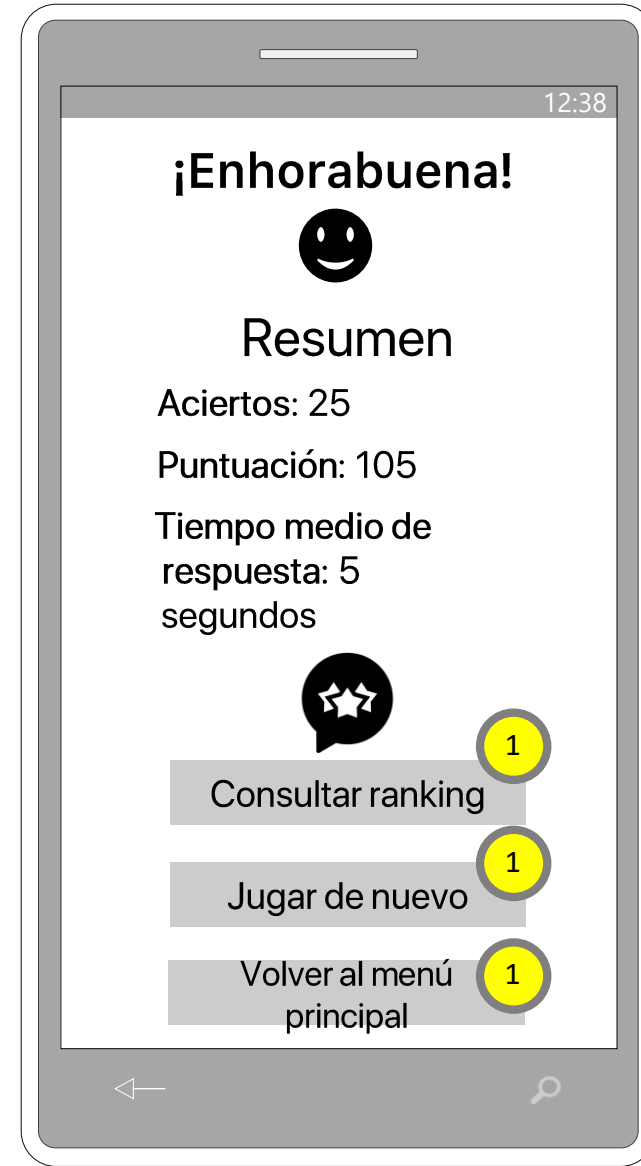 12:38
¡Enhorabuena!
Resumen
Aciertos: 25
Puntuación: 105
Tiempo medio de
respuesta: 5
segundos
1
Consultar ranking
1
Jugar de nuevo
Volver al menú
1
principal